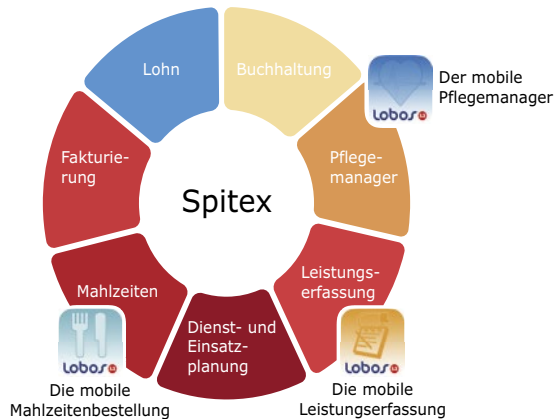 Lohn
Buchhaltung
Der mobile
Pflegemanager
Lobos
Fakturie-
rung
Pflege-
manager
Spitex
Mahlzeiten
Leistungs-
erfassung
Dienst- und
Einsatz-
planung
Lobos
Lobos
Die mobile
Mahlzeitenbestellung
Die mobile
Leistungserfassung